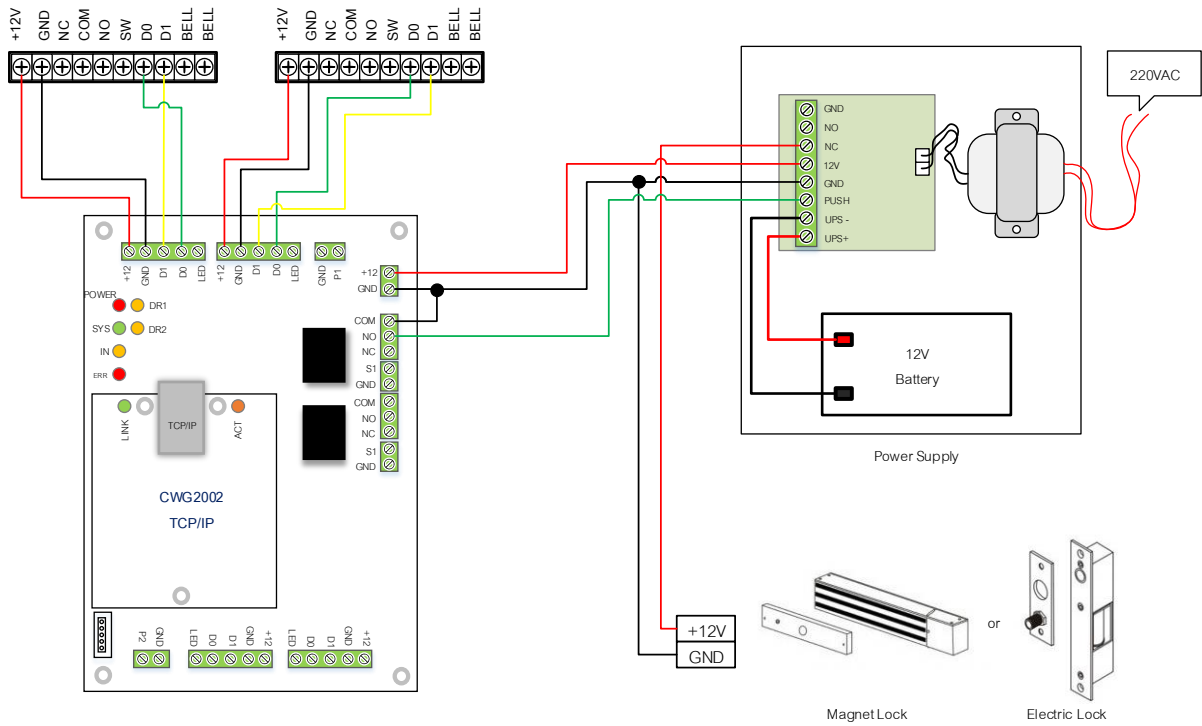 +12V
GND
NC
COM
NO
SW
D0
D1
BELL
BELL
+12V
GND
NC
COM
NO
SW
D0
D1
BELL
BELL
220VAC
GND
NO
NC
12V
GND
PUSH
UPS -
UPS+
12V
Battery
Power Supply
+12
GND
D1
D0
LED
+12
GND
D1
D0
LED
GND
P1
+12
GND
POWER
DR1
SYS
DR2
IN
ERR
COM
NO
NC
S1
GND
COM
NO
NC
S1
GND
LINK
TCP/IP
ACT
CWG2002
TCP/IP
P2
GND
LED
D0
D1
GND
+12
LED
D0
D1
GND
+12
+12V
GND
or
Magnet Lock
Electric Lock